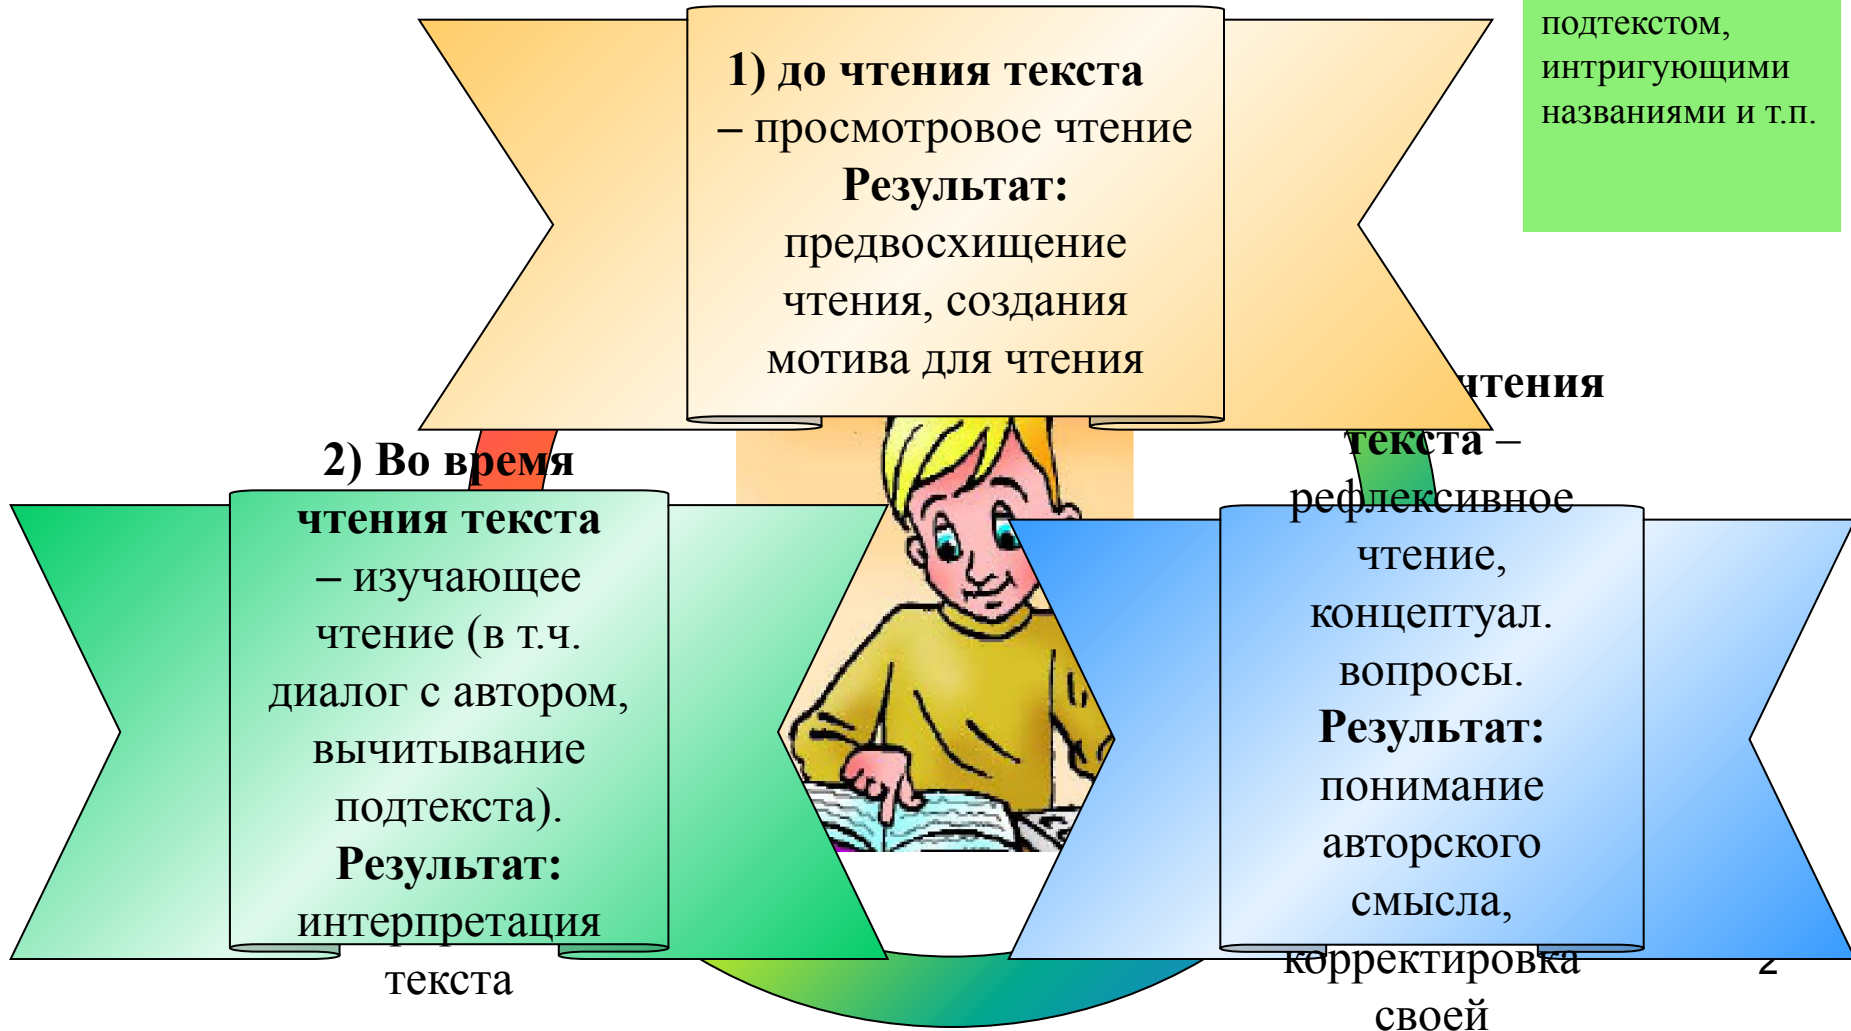 подтекстом,
интригующими
названиями и т.п.
1) до чтения текста
– просмотровое чтение
Результат:
предвосхищение
чтения, создания
мотива для чтения
2) Во время
чтения текста
– изучающее
чтение (в т.ч.
диалог с автором,
вычитывание
подтекста).
Результат:
интерпретация
текста
чтения
текста –
рефлексивное
чтение,
концептуал.
вопросы.
Результат:
понимание
авторского
смысла,
корректировка
своей
2